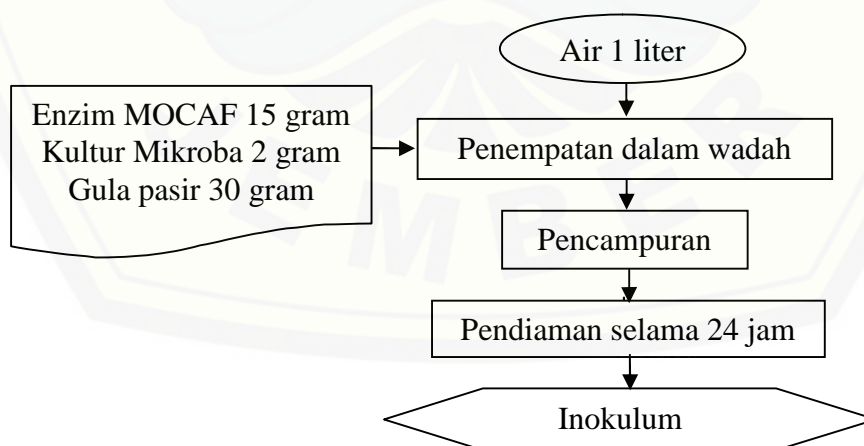 Air 1 liter
Enzim MOCAF 15 gram
Kultur Mikroba 2 gram
Gula pasir 30 gram
Penempatan dalam wadah
Pencampuran
Pendiaman selama 24 jam
Inokulum